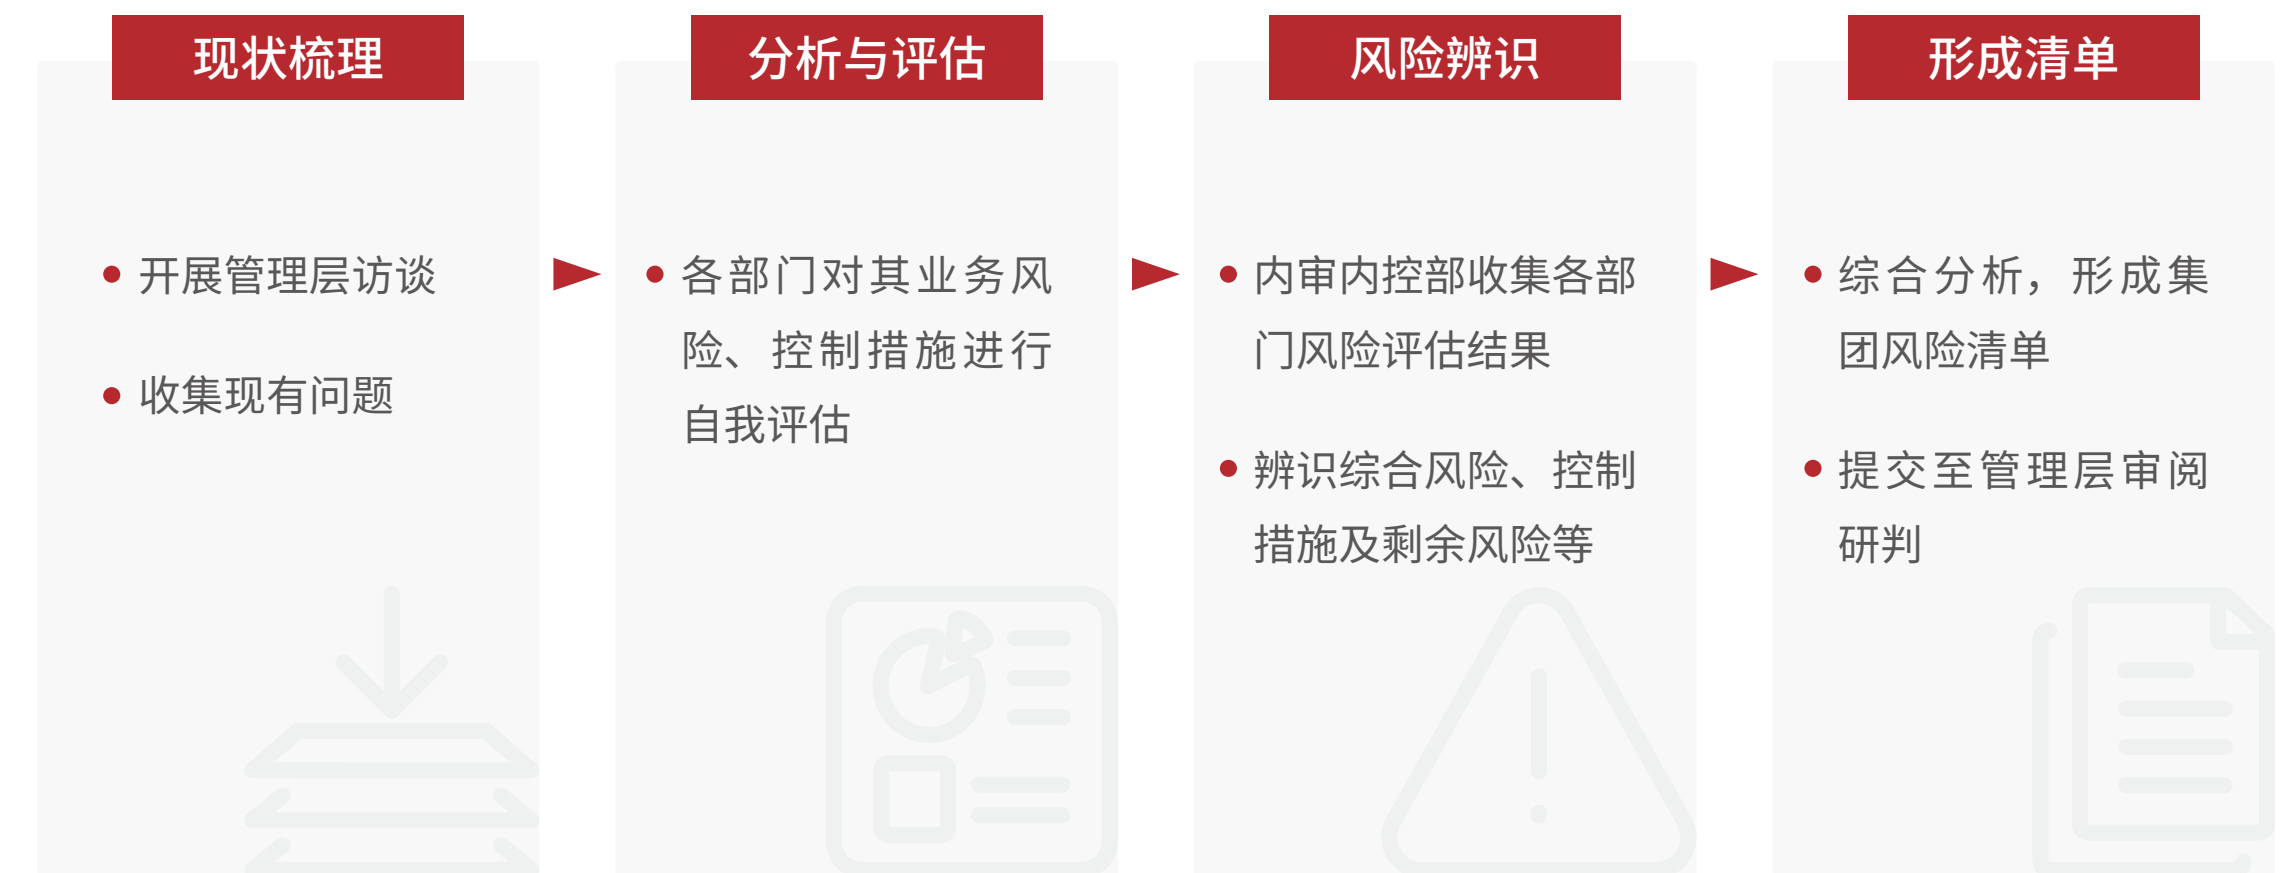 现状梳理
开展管理层访谈
收集现有问题
分析与评估
各部门对其业务风
险、控制措施进行
自我评估
风险辨识
内审内控部收集各部
门风险评估结果
辨识综合风险、控制
措施及剩余风险等
形成清单
综合分析，形成集
团风险清单
提交至管理层审阅
研判